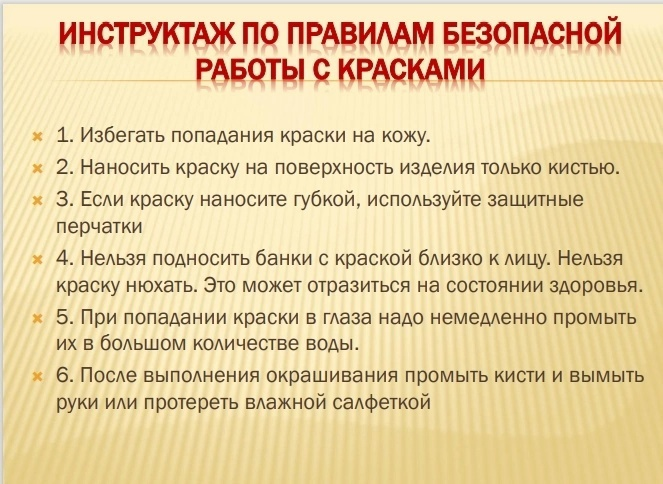 ИНСТРУКТАЖ ПО ПРАВИЛАМ БЕЗОПАСНОЙ
РАБОТЫ С КРАСКАМИ
1. Избегать попадания краски на кожу.
2. Наносить краску на поверхность изделия только кистью.
3. Если краску наносите губкой, используйте защитные
перчатки
4. Нельзя подносить банки с краской близко к лицу. Нельзя
краску нюхать. Это может отразиться на состоянии здоровья.
5. При попадании краски в глаза надо немедленно промыть
их в большом количестве воды.
6. После выполнения окрашивания промыть кисти и вымыть
руки или протереть влажной салфеткой